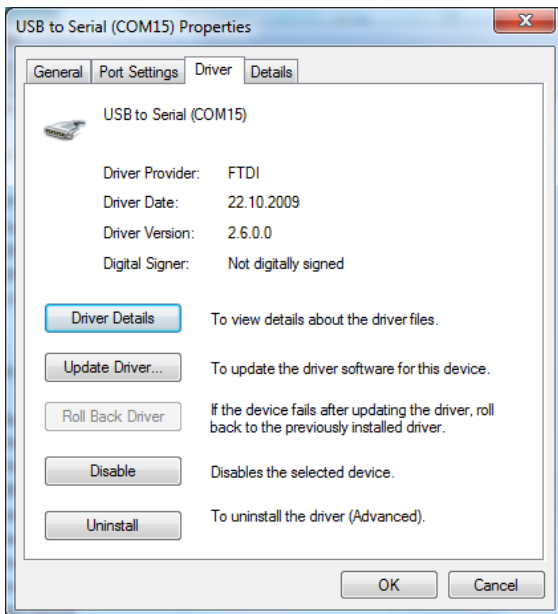 USB to Serial (COM15) Properties
General Port Settings Driver Details
USB to Serial (COM15)
Driver Provider: FTDI
Driver Date: 22.10.2009
Driver Version: 2.6.0.0
Digital Signer: Not digitally signed
Driver Details To view details about the driver files.
Update Driver... To update the driver software for this device.
Roll Back Driver If the device fails after updating the driver, roll
back to the previously installed driver.
Disable Disables the selected device.
Uninstall To uninstall the driver (Advanced).
OK Cancel